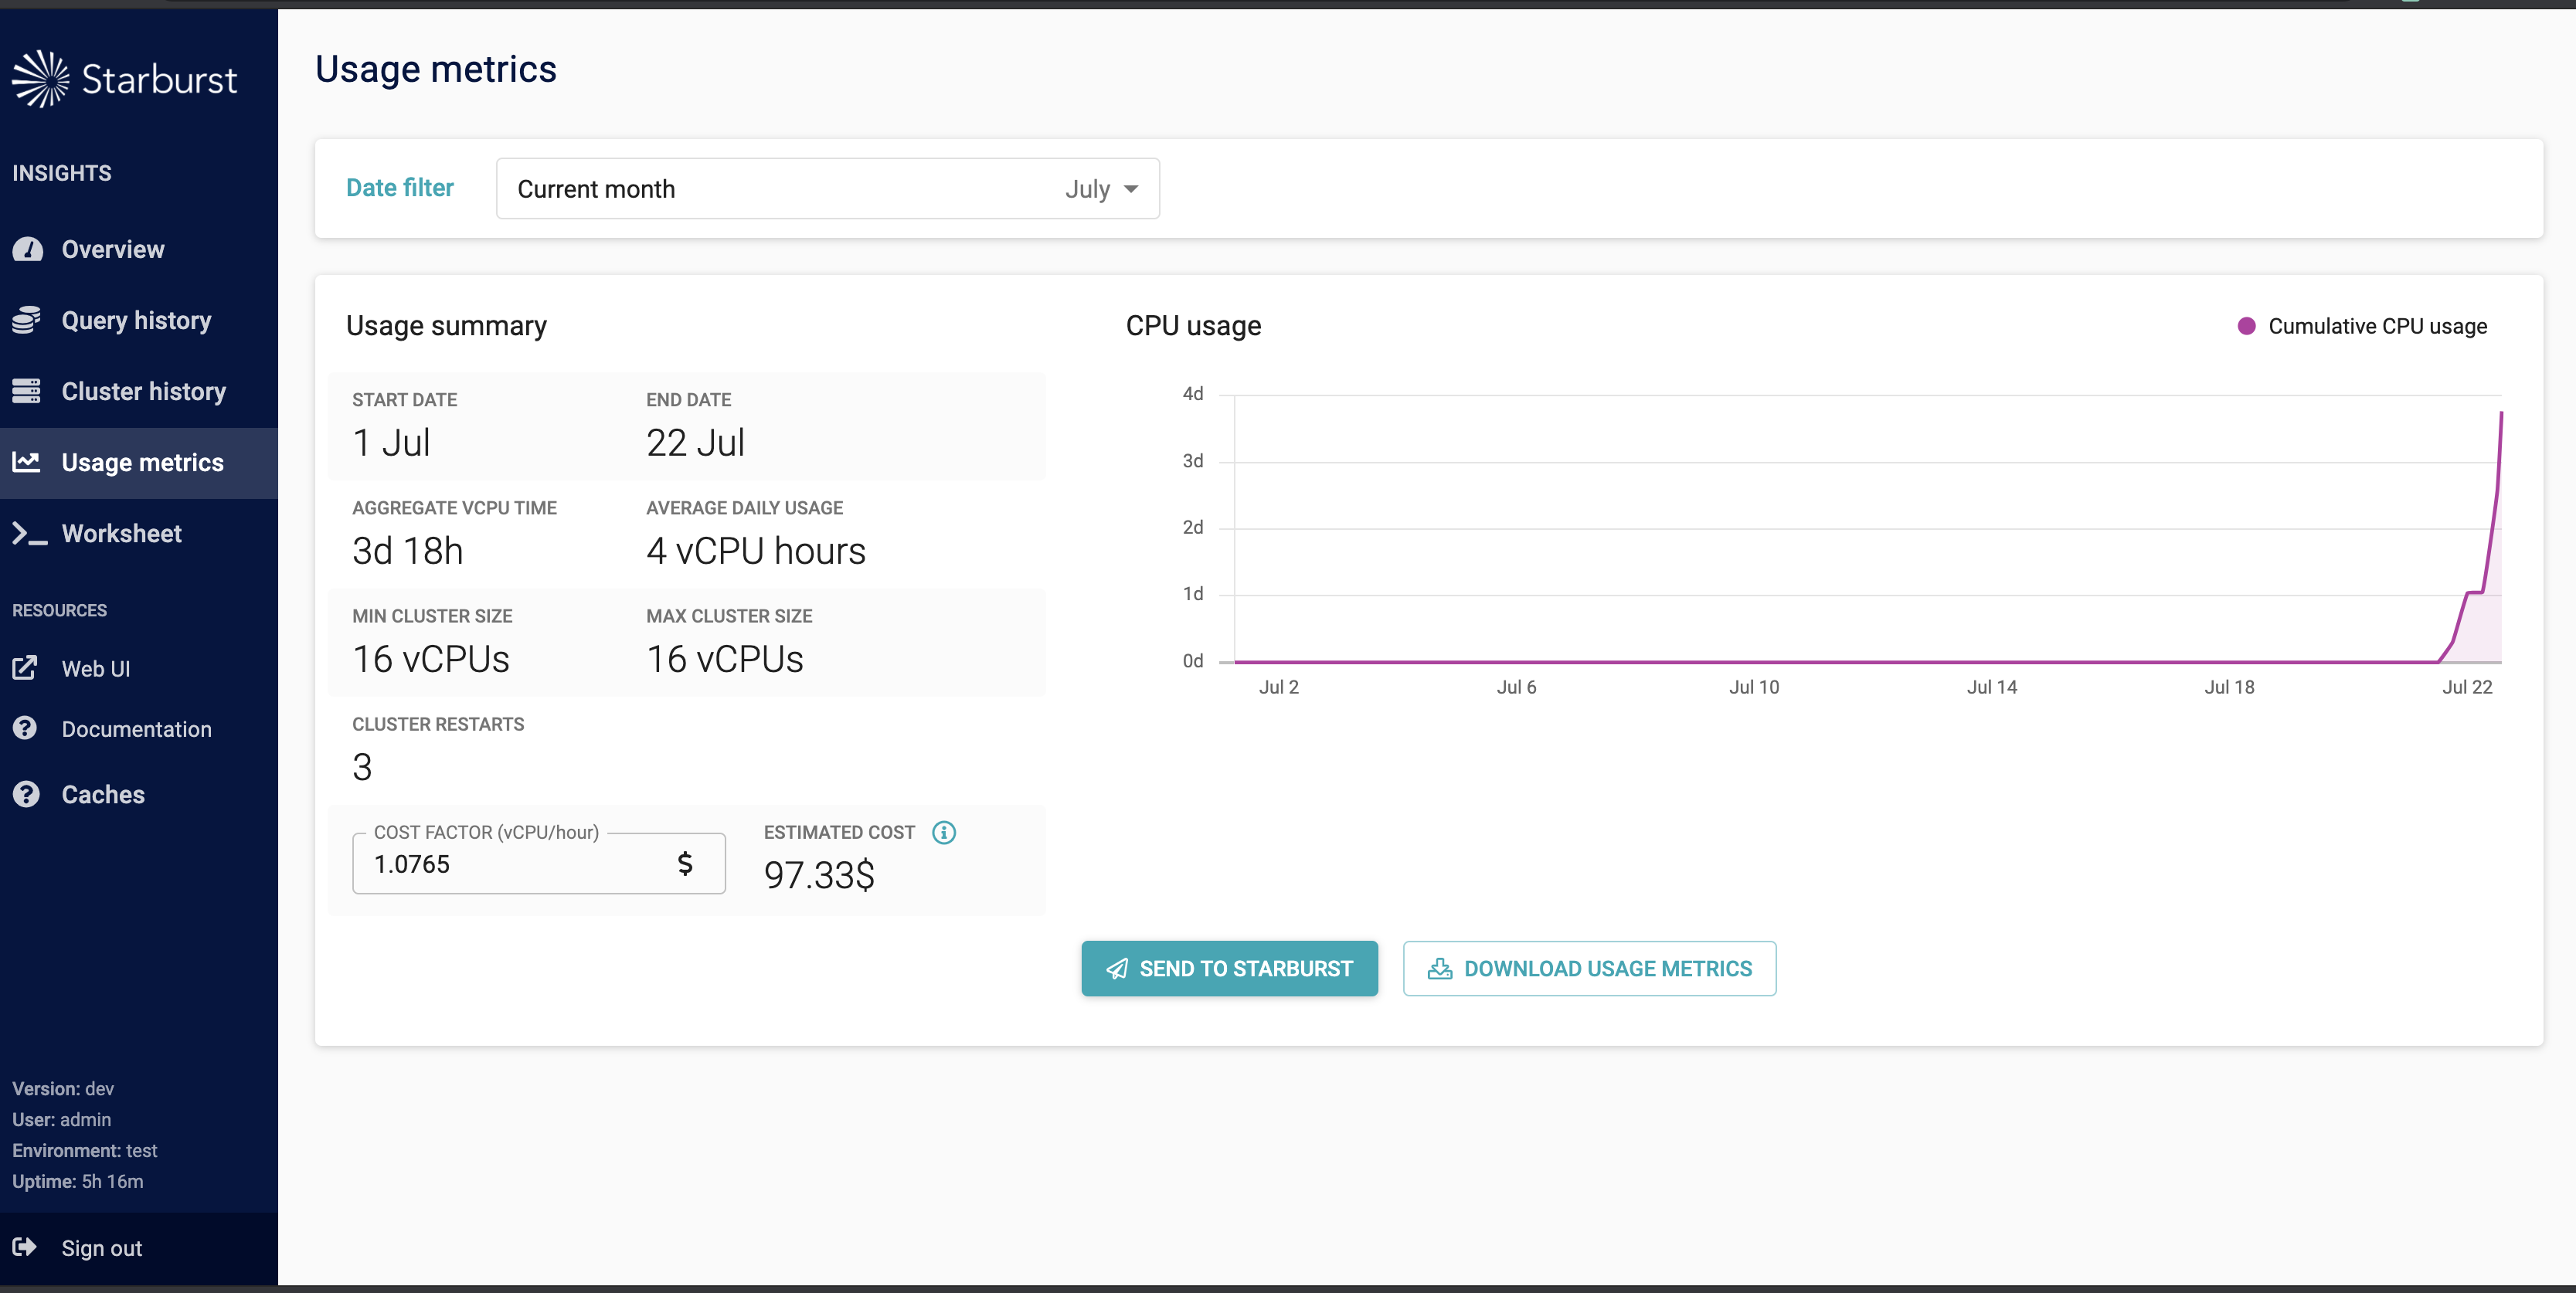 Starburst
INSIGHTS
Overview
Query history
Cluster history
Usage metrics
Worksheet
RESOURCES
Web UI
Documentation
Caches
Version: dev
User: admin
Environment: test
Uptime: 5h 16m
Sign out
Usage metrics
Date filter
Current month July
Usage summary
START DATE END DATE
1 Jul 22 Jul
AGGREGATE VCPU TIME AVERAGE DAILY USAGE
3d 18h 4 vCPU hours
MIN CLUSTER SIZE MAX CLUSTER SIZE
16 vCPUs 16 vCPUs
CLUSTER RESTARTS
3
COST FACTOR (vCPU/hour) ESTIMATED COST
1.0765 $ 97.33$
CPU usage
Cumulative CPU usage
4d
3d
2d
1d
0d
Jul 2 Jul 6 Jul 10 Jul 14 Jul 18 Jul 22
SEND TO STARBURST DOWNLOAD USAGE METRICS